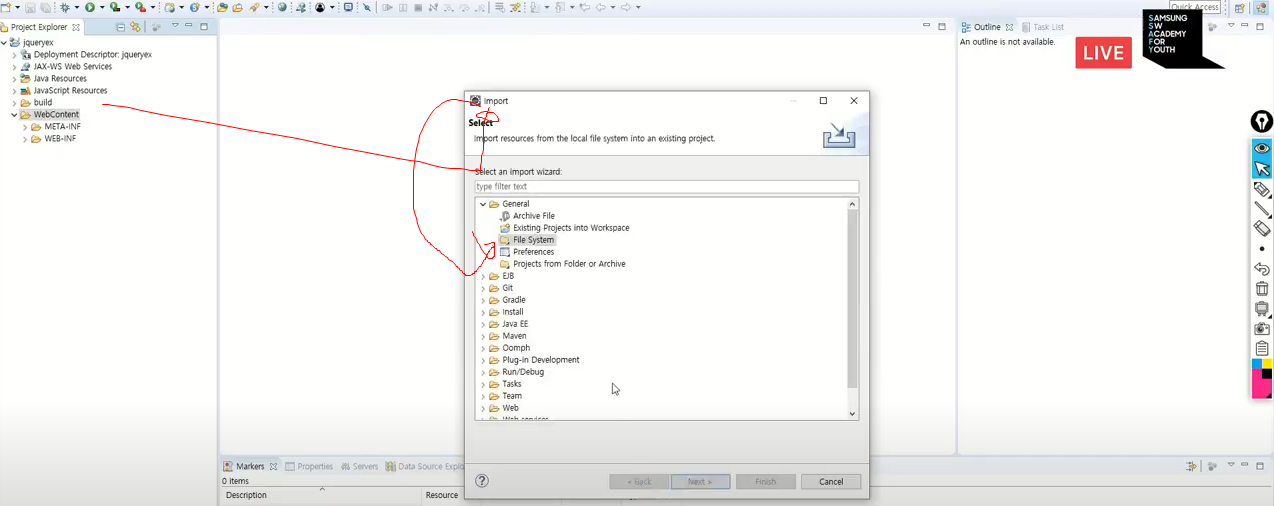 Quick Access
Project Explorer
jqueryex
Deployment Descriptor: jqueryex
JAX-WS Web Services
Java Resources
JavaScript Resources
build
WebContent
META-INF
WEB-INF
Outline
Task List
An outline is not available.
LIVE
SAMSUNG
SW
ACADEMY
FOR
YOUTH
Import
Select
Import resources from the local file system into an existing project.
Select an import wizard:
type filter text
General
Archive File
Existing Projects into Workspace
File System
Preferences
Projects from Folder or Archive
EJB
Git
Gradle
Install
Java EE
Maven
Oomph
Plug-in Development
Run/Debug
Tasks
Team
Web
Web services
< Back
Next >
Finish
Cancel
Markers
Properties
Servers
Data Source Explo
0 items
Description
Resource